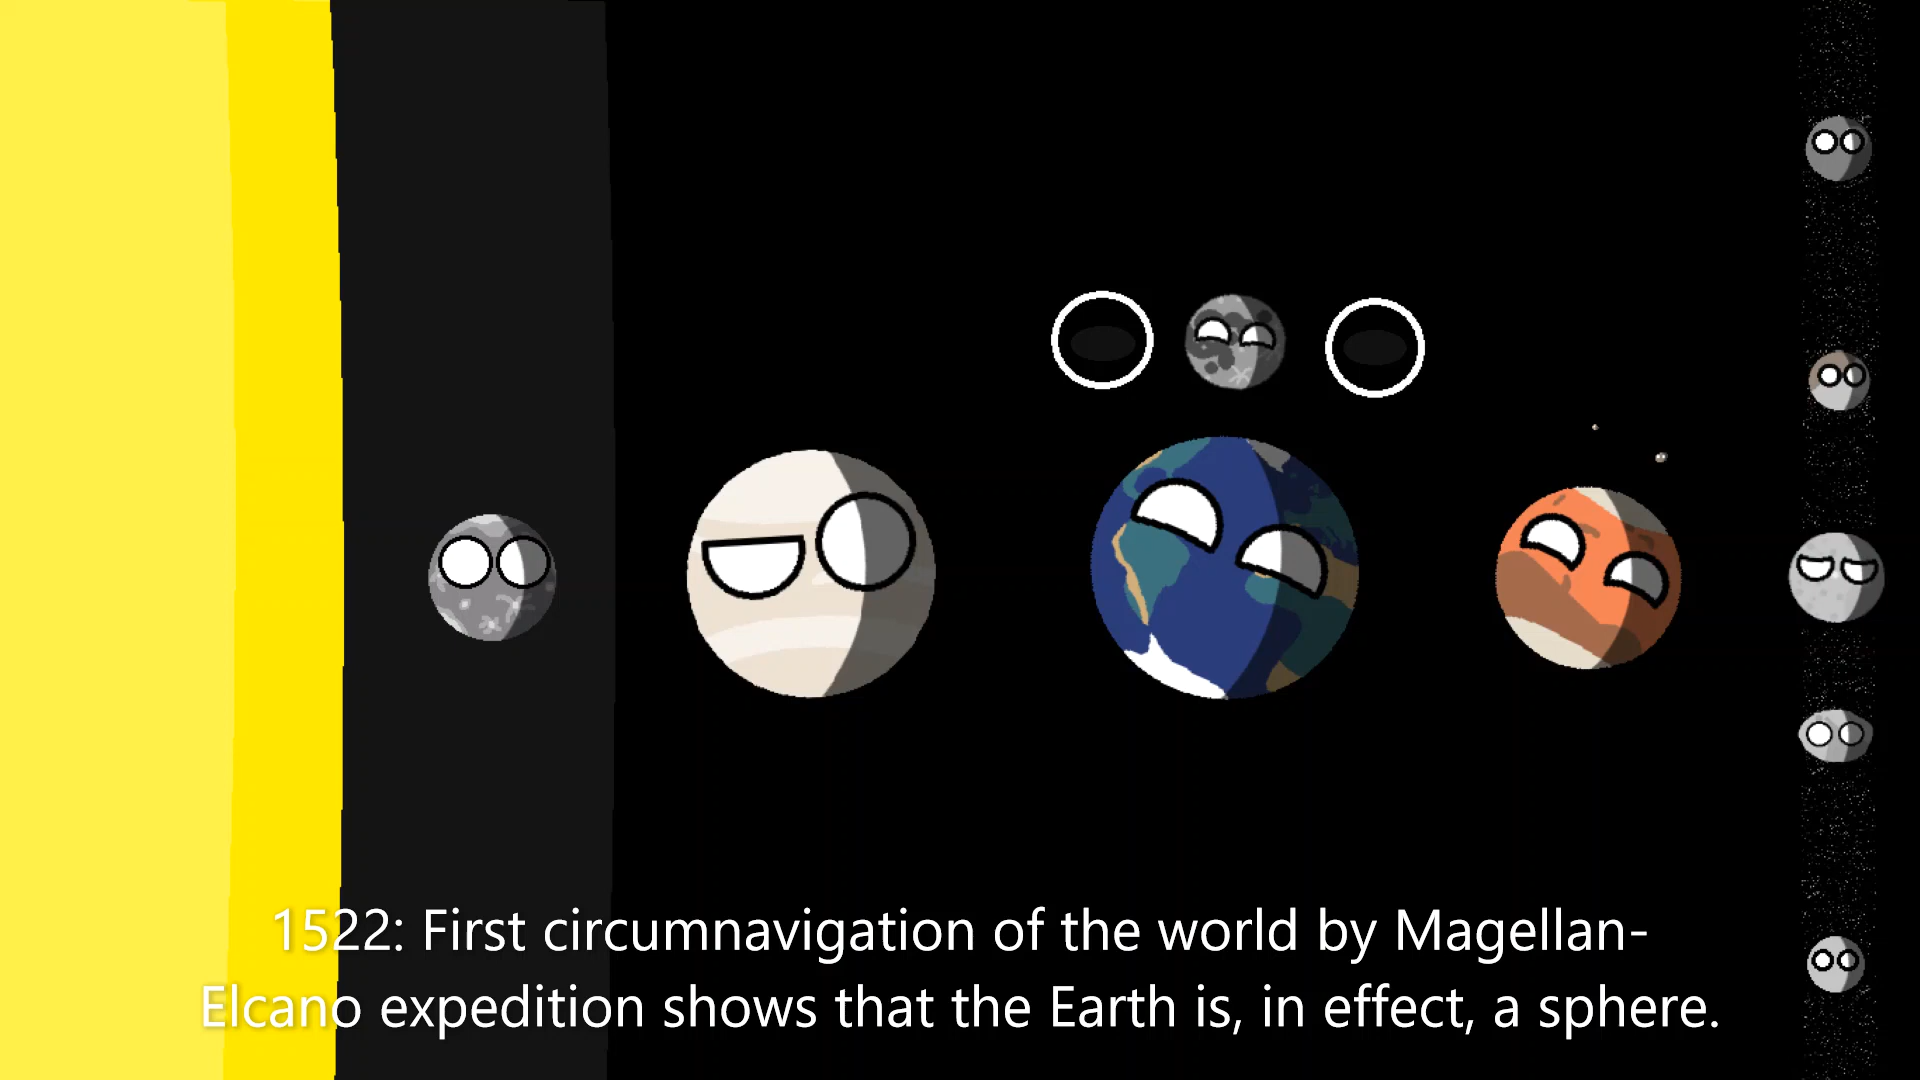 1522: First circumnavigation of the world by Magellan-
Elcano expedition shows that the Earth is, in effect, a sphere.